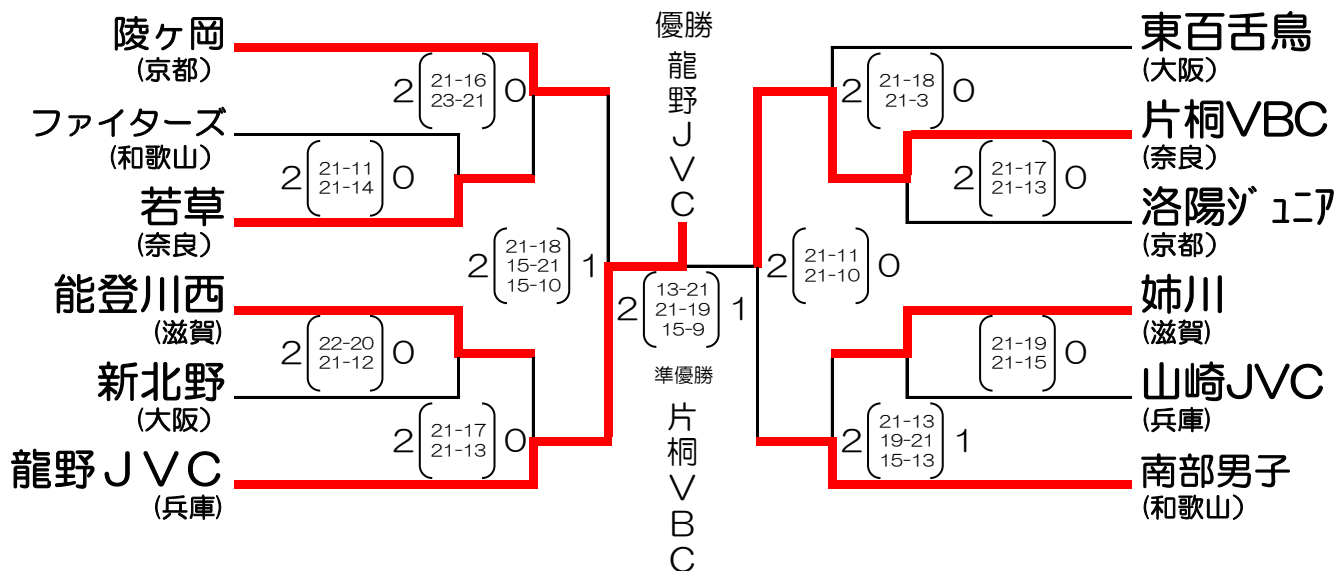 陵ヶ岡
(京都)
2 21-16 0
23-21
ファイターズ
(和歌山)
2 21-11 0
21-14
若草
(奈良)
2 21-18 1
15-21
15-10
能登川西
(滋賀)
2 22-20 0
21-12
新北野
(大阪)
2 21-17 0
21-13
龍野JVC
(兵庫)
優勝
龍野JVC
2 13-21 1
21-19
15-9
準優勝
片桐VBC
東百舌鳥
(大阪)
2 21-18 0
21-3
片桐VBC
(奈良)
2 21-17 0
21-13
洛陽ジュニア
(京都)
2 21-11 0
21-10
姉川
(滋賀)
2 21-19 0
21-15
山崎JVC
(兵庫)
2 21-13 1
19-21
15-13
南部男子
(和歌山)